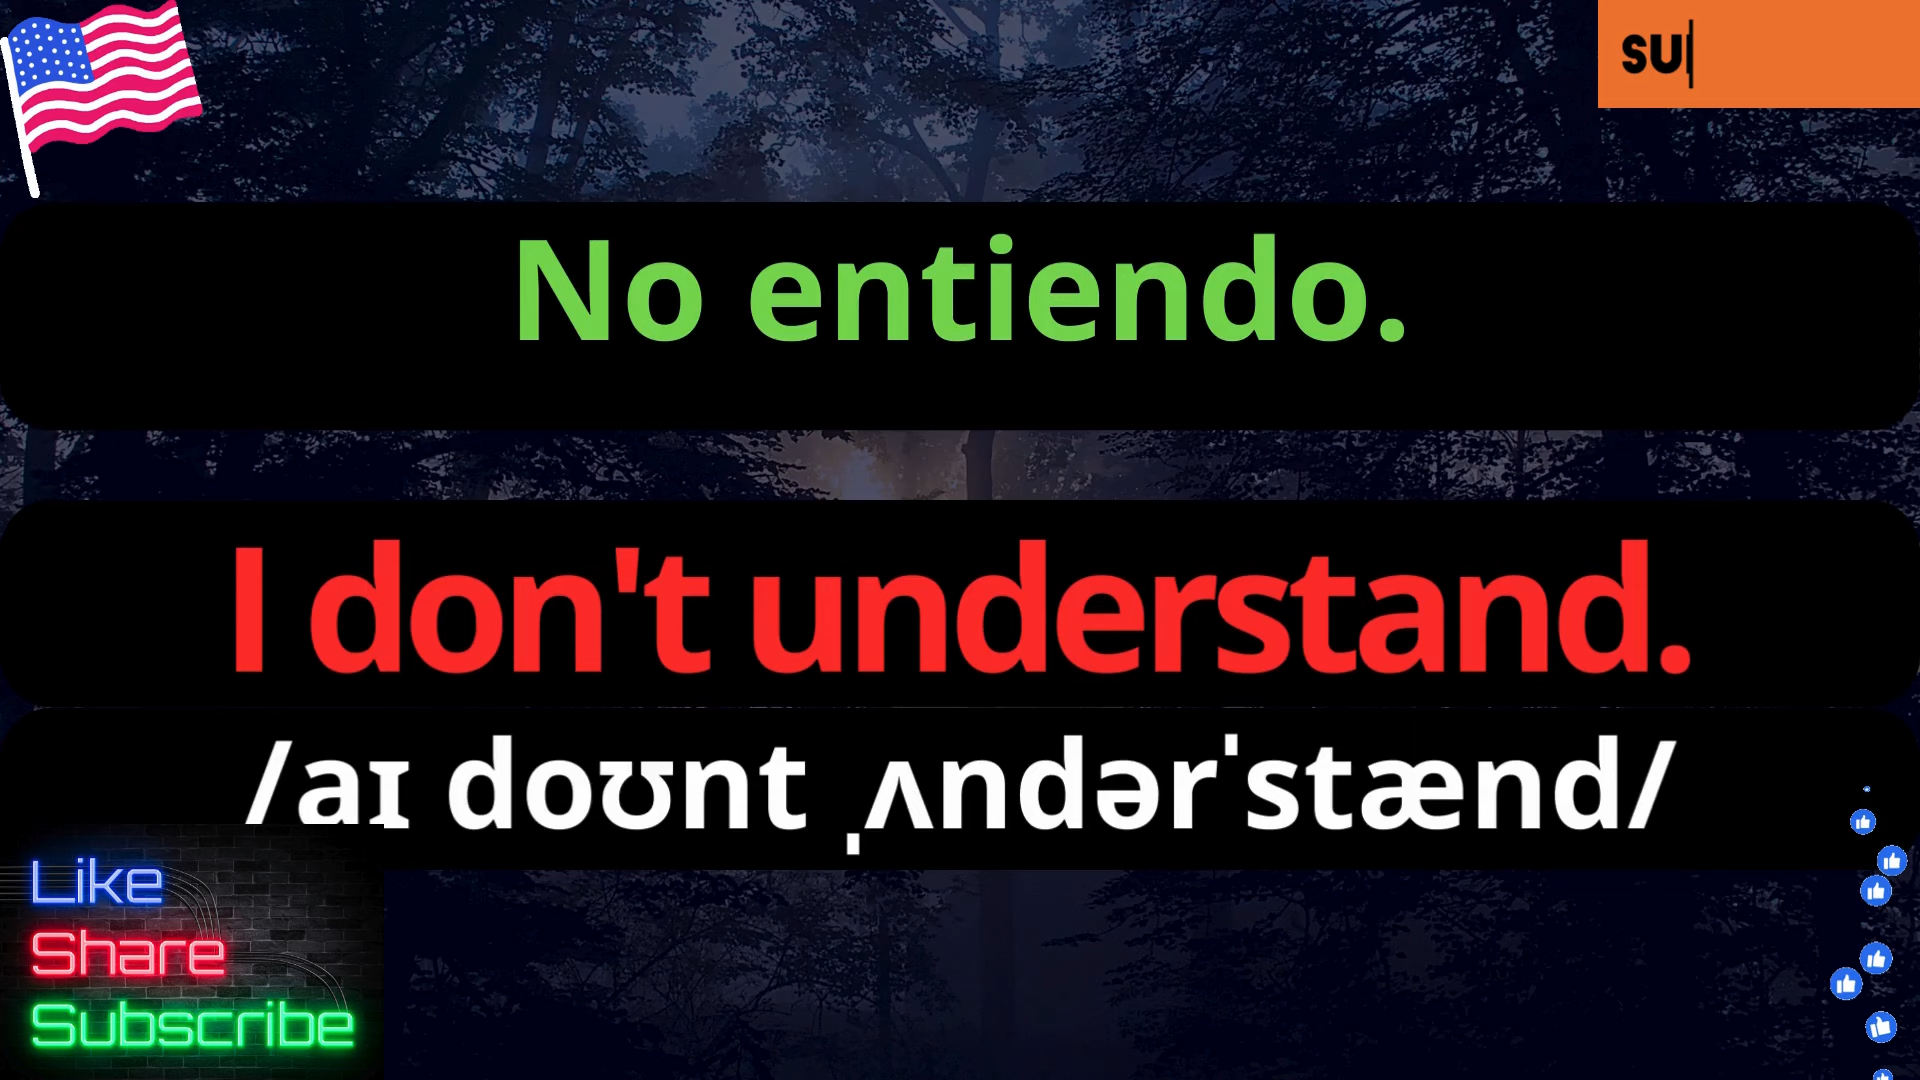 SU
No entiendo.
I don't understand.
/aɪ doʊnt ˌʌndərˈstænd/
Like
Share
Subscribe